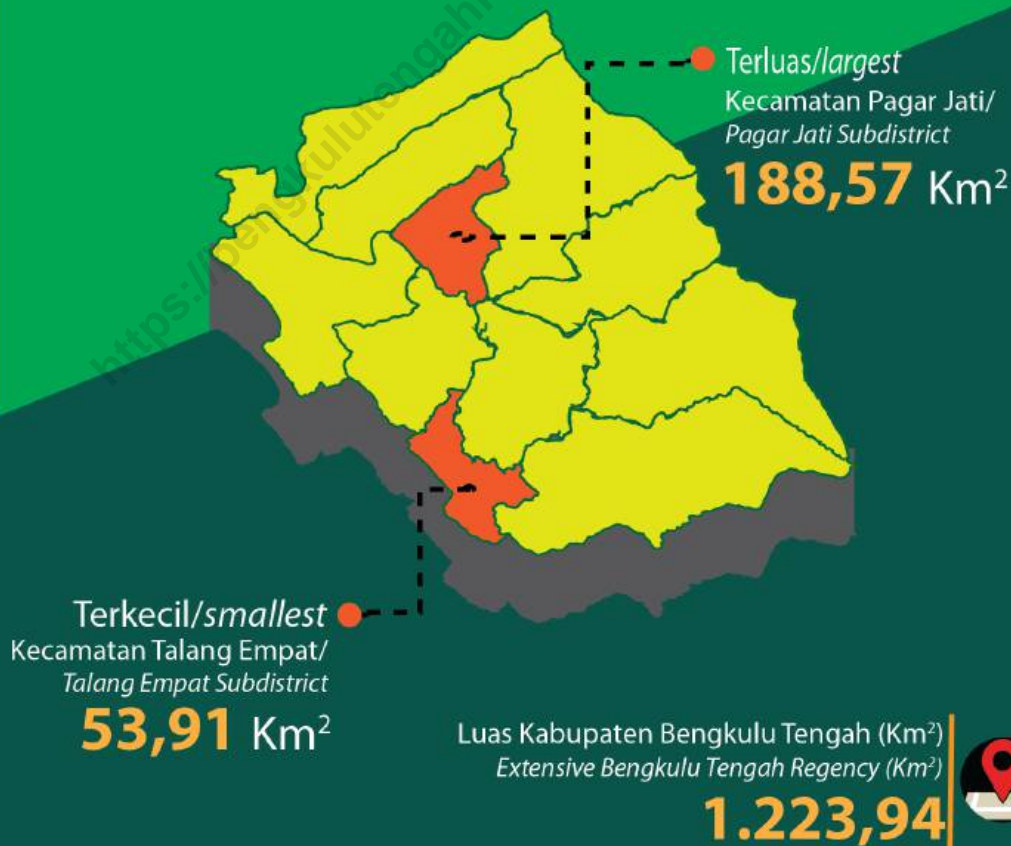 Terluas/largest
Kecamatan Pagar Jati/
Pagar Jati Subdistrict
188,57 Km²
Terkecil/smallest
Kecamatan Talang Empat/
Talang Empat Subdistrict
53,91 Km²
Luas Kabupaten Bengkulu Tengah (Km²)
Extensive Bengkulu Tengah Regency (Km²)
1.223,94